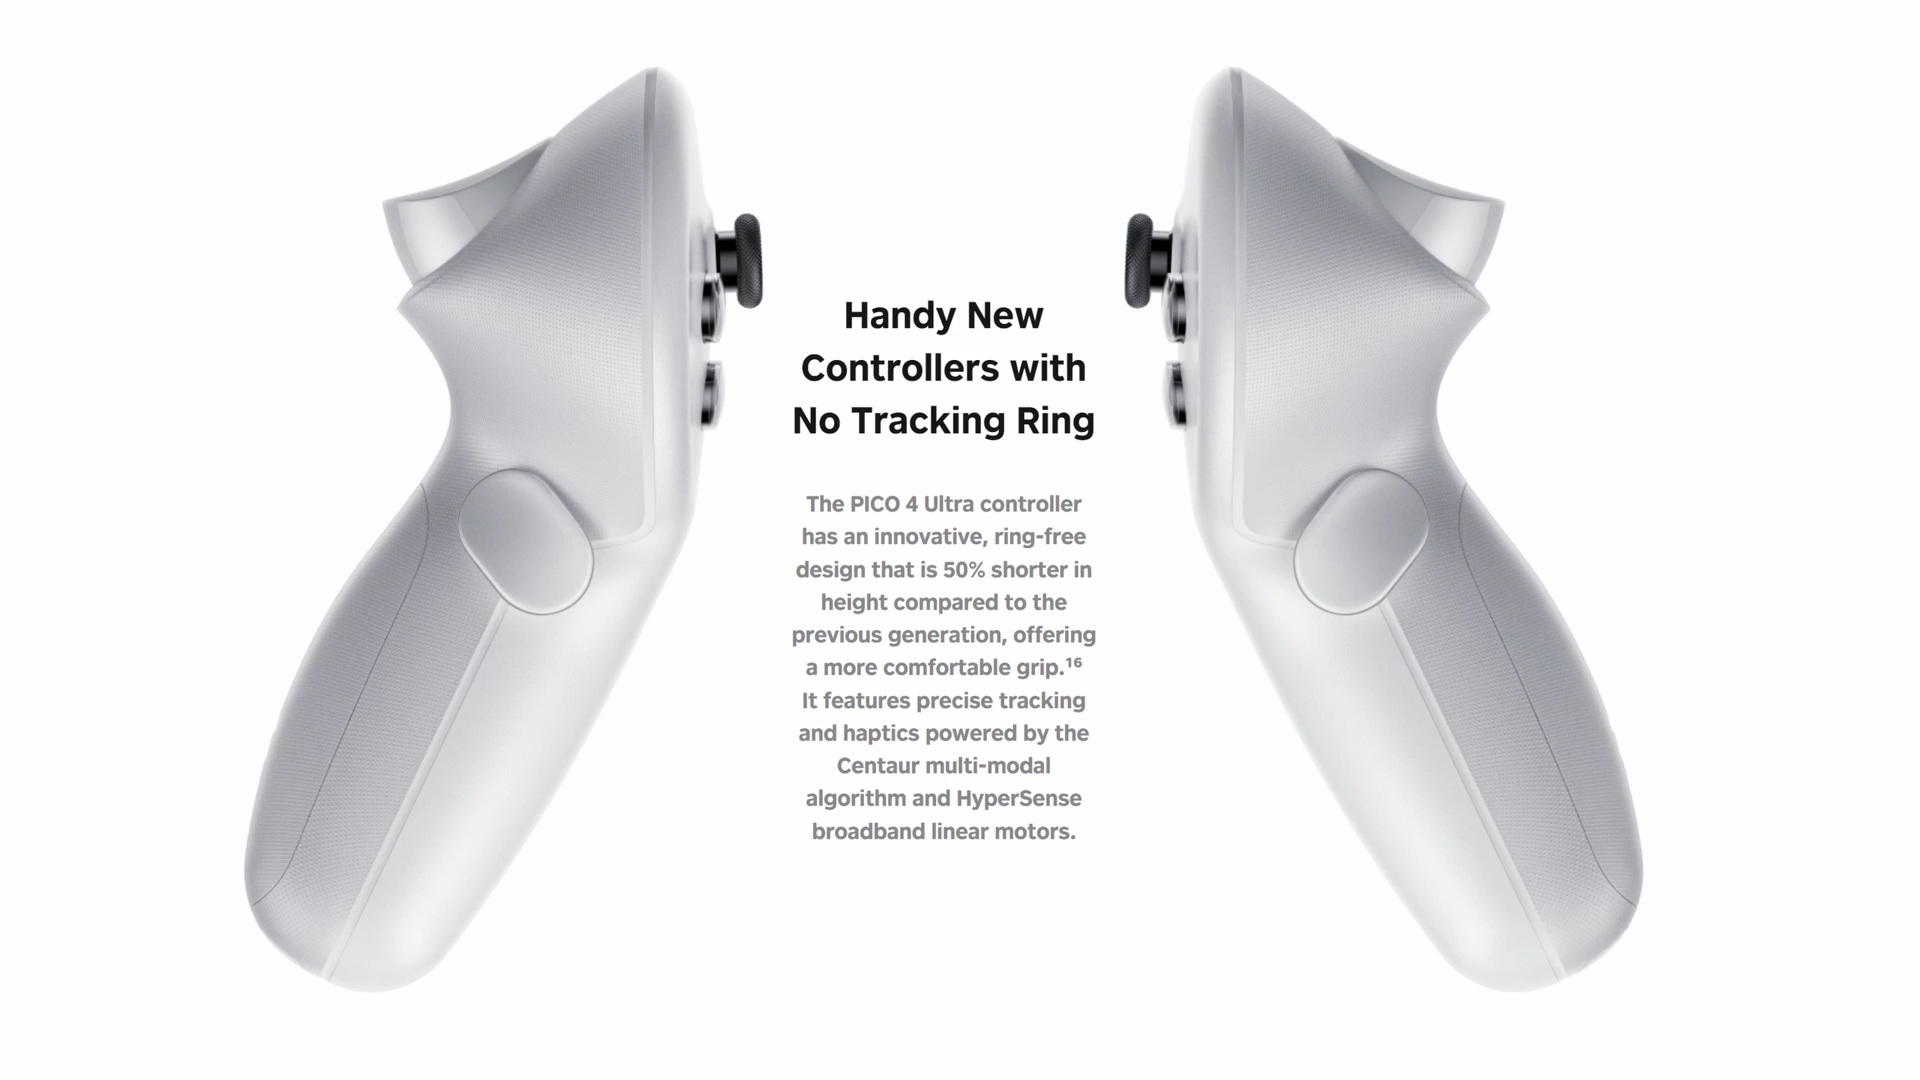 Handy New
Controllers with
No Tracking Ring
The PICO 4 Ultra controller
has an innovative, ring-free
design that is 50% shorter in
height compared to the
previous generation, offering
a more comfortable grip.¹⁶
It features precise tracking
and haptics powered by the
Centaur multi-modal
algorithm and HyperSense
broadband linear motors.